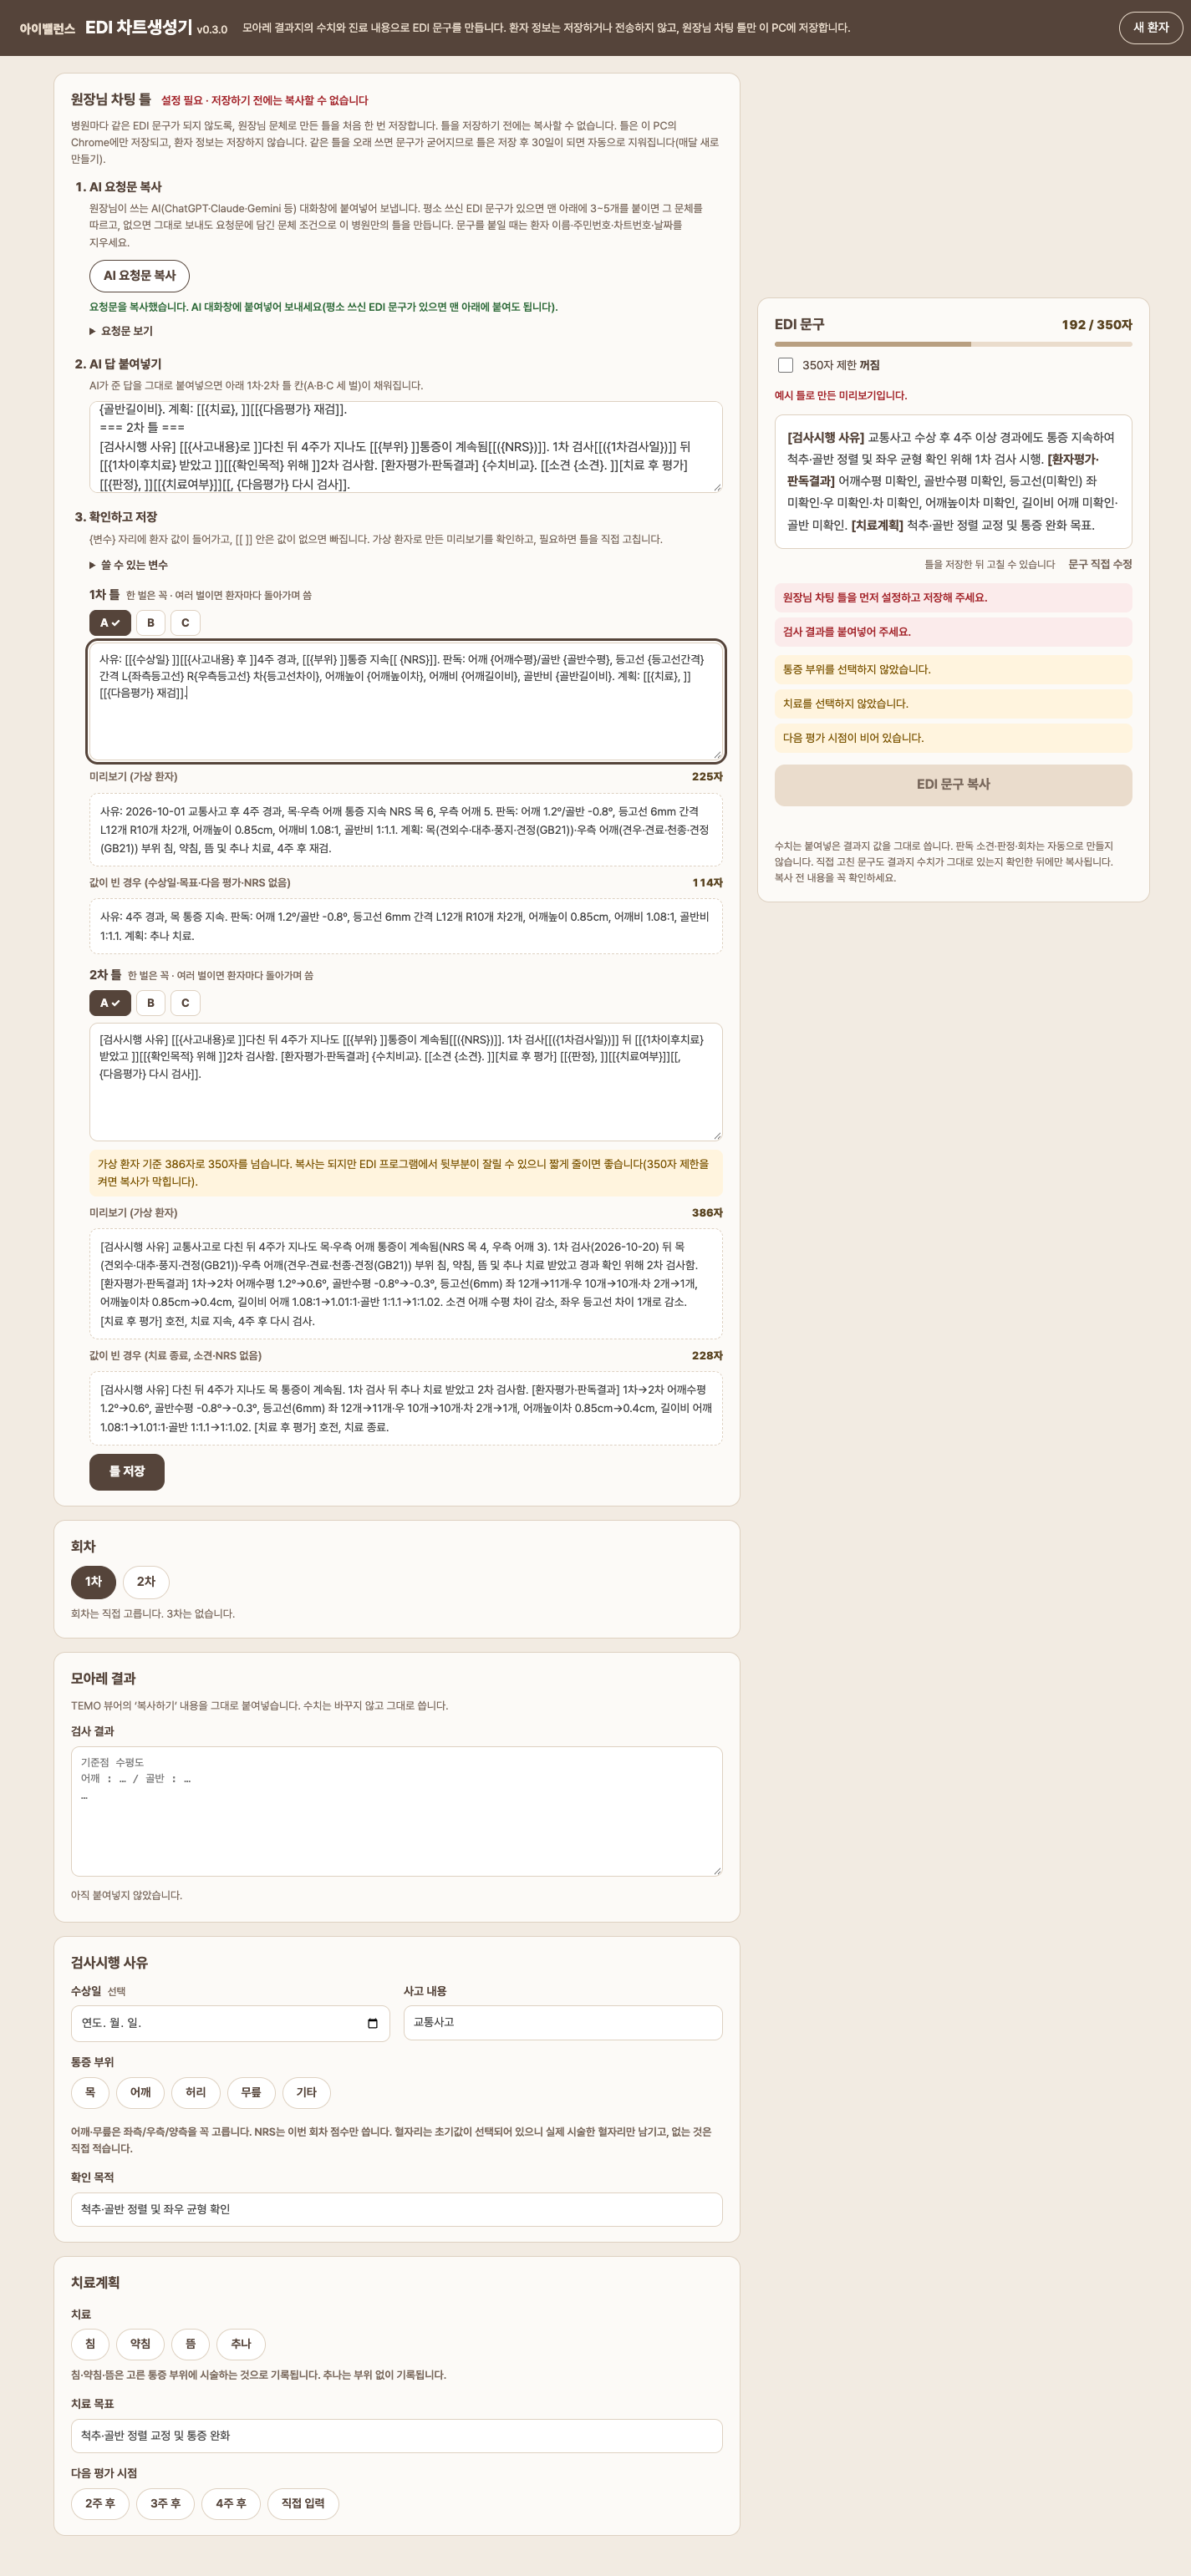 아이밸런스 EDI 차트생성기 v0.3.0 모아레 결과지의 수치와 진료 내용으로 EDI 문구를 만듭니다. 환자 정보는 저장하거나 전송하지 않고, 원장님 차팅 틀만 이 PC에 저장합니다. 새 환자
원장님 차팅 틀 설정 필요 · 저장하기 전에는 복사할 수 없습니다
병원마다 같은 EDI 문구가 되지 않도록, 원장님 문체로 만든 틀을 처음 한 번 저장합니다. 틀을 저장하기 전에는 복사할 수 없습니다. 틀은 이 PC의
Chrome에만 저장되고, 환자 정보는 저장하지 않습니다. 같은 틀을 오래 쓰면 문구가 굳어지므로 틀은 저장 후 30일이 되면 자동으로 지워집니다(매달 새로
만들기).
1. AI 요청문 복사
원장님이 쓰는 AI(ChatGPT·Claude·Gemini 등) 대화창에 붙여넣어 보냅니다. 평소 쓰신 EDI 문구가 있으면 맨 아래에 3~5개를 붙이면 그 문체를
따르고, 없으면 그대로 보내도 요청문에 담긴 문체 조건으로 이 병원만의 틀을 만듭니다. 문구를 붙일 때는 환자 이름·주민번호·차트번호·날짜를
지우세요.
AI 요청문 복사
요청문을 복사했습니다. AI 대화창에 붙여넣어 보내세요(평소 쓰신 EDI 문구가 있으면 맨 아래에 붙여도 됩니다).
▶ 요청문 보기
2. AI 답 붙여넣기
AI가 준 답을 그대로 붙여넣으면 아래 1차·2차 틀 칸(A·B·C 세 벌)이 채워집니다.
{골반길이비}. 계획: [[{치료}, ]][[{다음평가} 재검]].
=== 2차 틀 ===
[검사시행 사유] [[{사고내용}로 ]]다친 뒤 4주가 지나도 [[{부위} ]]통증이 계속됨[[({NRS})]]. 1차 검사[[({1차검사일})]] 뒤
[[{1차이후치료} 받았고 ]][[{확인목적} 위해 ]]2차 검사함. [환자평가·판독결과] {수치비교}. [[소견 {소견}. ]][치료 후 평가]
[[{판정}, ]][[{치료여부}]][[, {다음평가} 다시 검사]].
3. 확인하고 저장
{변수} 자리에 환자 값이 들어가고, [[ ]] 안은 값이 없으면 빠집니다. 가상 환자로 만든 미리보기를 확인하고, 필요하면 틀을 직접 고칩니다.
▶ 쓸 수 있는 변수
1차 틀 한 벌은 꼭 · 여러 벌이면 환자마다 돌아가며 씀
A ✓ B C
사유: [[{수상일} ]][[{사고내용} 후 ]]4주 경과, [[{부위} ]]통증 지속[[ {NRS}]]. 판독: 어깨 {어깨수평}/골반 {골반수평}, 등고선 {등고선간격}
간격 L{좌측등고선} R{우측등고선} 차{등고선차이}, 어깨높이 {어깨높이차}, 어깨비 {어깨길이비}, 골반비 {골반길이비}. 계획: [[{치료}, ]]
[[{다음평가} 재검]].
미리보기 (가상 환자) 225자
사유: 2026-10-01 교통사고 후 4주 경과, 목·우측 어깨 통증 지속 NRS 목 6, 우측 어깨 5. 판독: 어깨 1.2º/골반 -0.8º, 등고선 6mm 간격
L12개 R10개 차2개, 어깨높이 0.85cm, 어깨비 1.08:1, 골반비 1:1.1. 계획: 목(견외수·대추·풍지·견정(GB21))·우측 어깨(견우·견료·천종·견정
(GB21)) 부위 침, 약침, 뜸 및 추나 치료, 4주 후 재검.
값이 빈 경우 (수상일·목표·다음 평가·NRS 없음) 114자
사유: 4주 경과, 목 통증 지속. 판독: 어깨 1.2º/골반 -0.8º, 등고선 6mm 간격 L12개 R10개 차2개, 어깨높이 0.85cm, 어깨비 1.08:1, 골반비
1:1.1. 계획: 추나 치료.
2차 틀 한 벌은 꼭 · 여러 벌이면 환자마다 돌아가며 씀
A ✓ B C
[검사시행 사유] [[{사고내용}로 ]]다친 뒤 4주가 지나도 [[{부위} ]]통증이 계속됨[[({NRS})]]. 1차 검사[[({1차검사일})]] 뒤 [[{1차이후치료}
받았고 ]][[{확인목적} 위해 ]]2차 검사함. [환자평가·판독결과] {수치비교}. [[소견 {소견}. ]][치료 후 평가] [[{판정}, ]][[{치료여부}]][[,
{다음평가} 다시 검사]].
가상 환자 기준 386자로 350자를 넘습니다. 복사는 되지만 EDI 프로그램에서 뒷부분이 잘릴 수 있으니 짧게 줄이면 좋습니다(350자 제한을
켜면 복사가 막힙니다).
미리보기 (가상 환자) 386자
[검사시행 사유] 교통사고로 다친 뒤 4주가 지나도 목·우측 어깨 통증이 계속됨(NRS 목 4, 우측 어깨 3). 1차 검사(2026-10-20) 뒤 목
(견외수·대추·풍지·견정(GB21))·우측 어깨(견우·견료·천종·견정(GB21)) 부위 침, 약침, 뜸 및 추나 치료 받았고 경과 확인 위해 2차 검사함.
[환자평가·판독결과] 1차→2차 어깨수평 1.2º→0.6º, 골반수평 -0.8º→-0.3º, 등고선(6mm) 좌 12개→11개·우 10개→10개·차 2개→1개,
어깨높이차 0.85cm→0.4cm, 길이비 어깨 1.08:1→1.01:1·골반 1:1.1→1:1.02. 소견 어깨 수평 차이 감소, 좌우 등고선 차이 1개로 감소.
[치료 후 평가] 호전, 치료 지속, 4주 후 다시 검사.
값이 빈 경우 (치료 종료, 소견·NRS 없음) 228자
[검사시행 사유] 다친 뒤 4주가 지나도 목 통증이 계속됨. 1차 검사 뒤 추나 치료 받았고 2차 검사함. [환자평가·판독결과] 1차→2차 어깨수평
1.2º→0.6º, 골반수평 -0.8º→-0.3º, 등고선(6mm) 좌 12개→11개·우 10개→10개·차 2개→1개, 어깨높이차 0.85cm→0.4cm, 길이비 어깨
1.08:1→1.01:1·골반 1:1.1→1:1.02. [치료 후 평가] 호전, 치료 종료.
틀 저장
회차
1차 2차
회차는 직접 고릅니다. 3차는 없습니다.
모아레 결과
TEMO 뷰어의 ‘복사하기’ 내용을 그대로 붙여넣습니다. 수치는 바꾸지 않고 그대로 씁니다.
검사 결과
기준점 수평도
어깨 : … / 골반 : …
…
아직 붙여넣지 않았습니다.
검사시행 사유
수상일 선택 사고 내용
연도. 월. 일. 교통사고
통증 부위
목 어깨 허리 무릎 기타
어깨·무릎은 좌측/우측/양측을 꼭 고릅니다. NRS는 이번 회차 점수만 씁니다. 혈자리는 초기값이 선택되어 있으니 실제 시술한 혈자리만 남기고, 없는 것은
직접 적습니다.
확인 목적
척추·골반 정렬 및 좌우 균형 확인
치료계획
치료
침 약침 뜸 추나
침·약침·뜸은 고른 통증 부위에 시술하는 것으로 기록됩니다. 추나는 부위 없이 기록됩니다.
치료 목표
척추·골반 정렬 교정 및 통증 완화
다음 평가 시점
2주 후 3주 후 4주 후 직접 입력
EDI 문구 192 / 350자
350자 제한 꺼짐
예시 틀로 만든 미리보기입니다.
[검사시행 사유] 교통사고 수상 후 4주 이상 경과에도 통증 지속하여
척추·골반 정렬 및 좌우 균형 확인 위해 1차 검사 시행. [환자평가·
판독결과] 어깨수평 미확인, 골반수평 미확인, 등고선(미확인) 좌
미확인·우 미확인·차 미확인, 어깨높이차 미확인, 길이비 어깨 미확인·
골반 미확인. [치료계획] 척추·골반 정렬 교정 및 통증 완화 목표.
틀을 저장한 뒤 고칠 수 있습니다 문구 직접 수정
원장님 차팅 틀을 먼저 설정하고 저장해 주세요.
검사 결과를 붙여넣어 주세요.
통증 부위를 선택하지 않았습니다.
치료를 선택하지 않았습니다.
다음 평가 시점이 비어 있습니다.
EDI 문구 복사
수치는 붙여넣은 결과지 값을 그대로 씁니다. 판독 소견·판정·회차는 자동으로 만들지
않습니다. 직접 고친 문구도 결과지 수치가 그대로 있는지 확인한 뒤에만 복사됩니다.
복사 전 내용을 꼭 확인하세요.